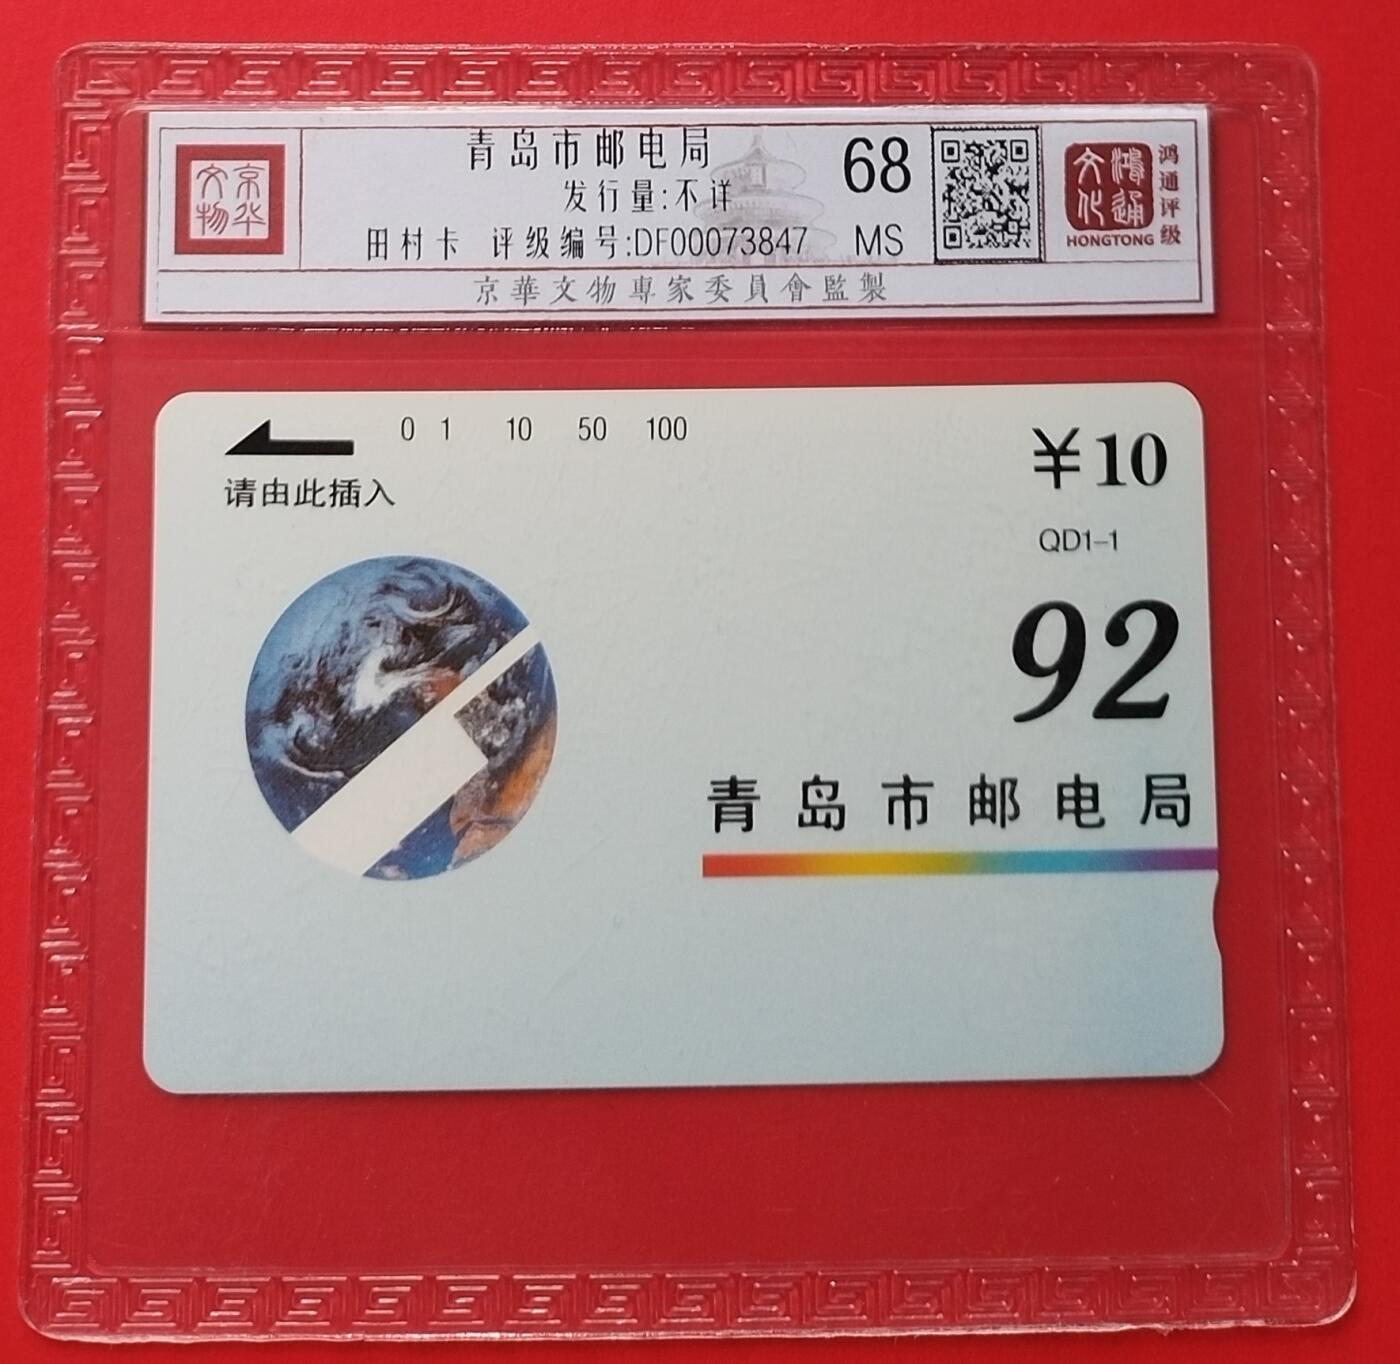 京华
文物
青岛市邮电局
发行量:不详
田村卡 评级编号:DF00073847
68
MS
鸿通
文化
HONGTONG
鸿通评级
京華文物專家委員會監製
0 1 10 50 100
请由此插入
¥10
QD1-1
92
青岛市邮电局